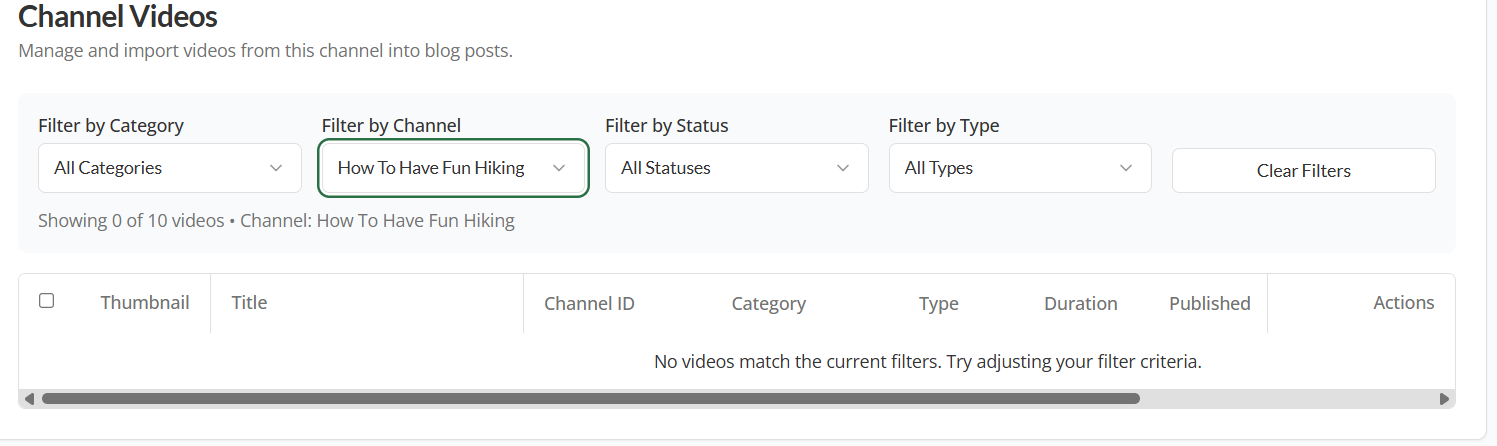 Channel Videos
Manage and import videos from this channel into blog posts.
Filter by Category Filter by Channel Filter by Status Filter by Type
All Categories How To Have Fun Hiking All Statuses All Types Clear Filters
Showing 0 of 10 videos • Channel: How To Have Fun Hiking
Thumbnail Title Channel ID Category Type Duration Published Actions
No videos match the current filters. Try adjusting your filter criteria.